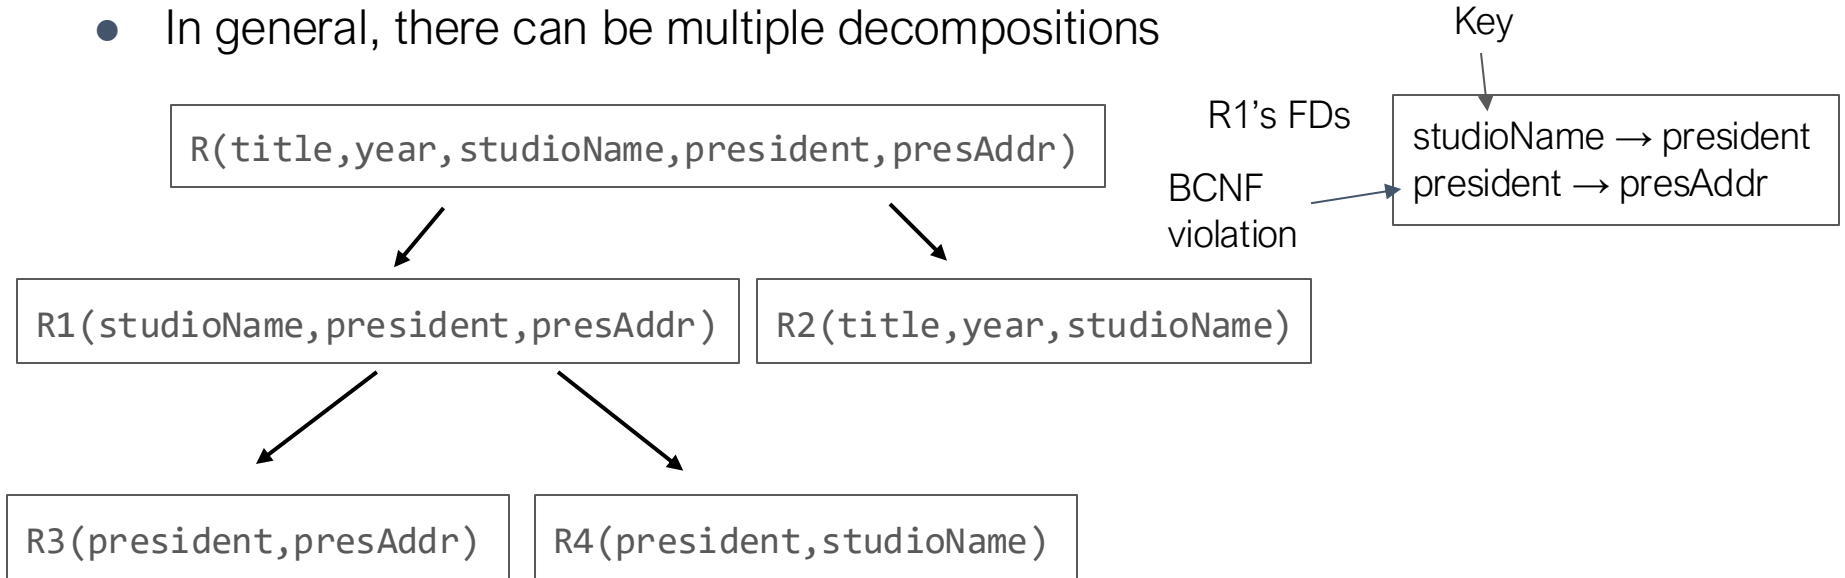 ● In general, there can be multiple decompositions
Key
R(title,year,studioName,president,presAddr)
R1's FDs
studioName → president
president → presAddr
BCNF
violation
R1(studioName,president,presAddr)
R2(title,year,studioName)
R3(president,presAddr)
R4(president,studioName)